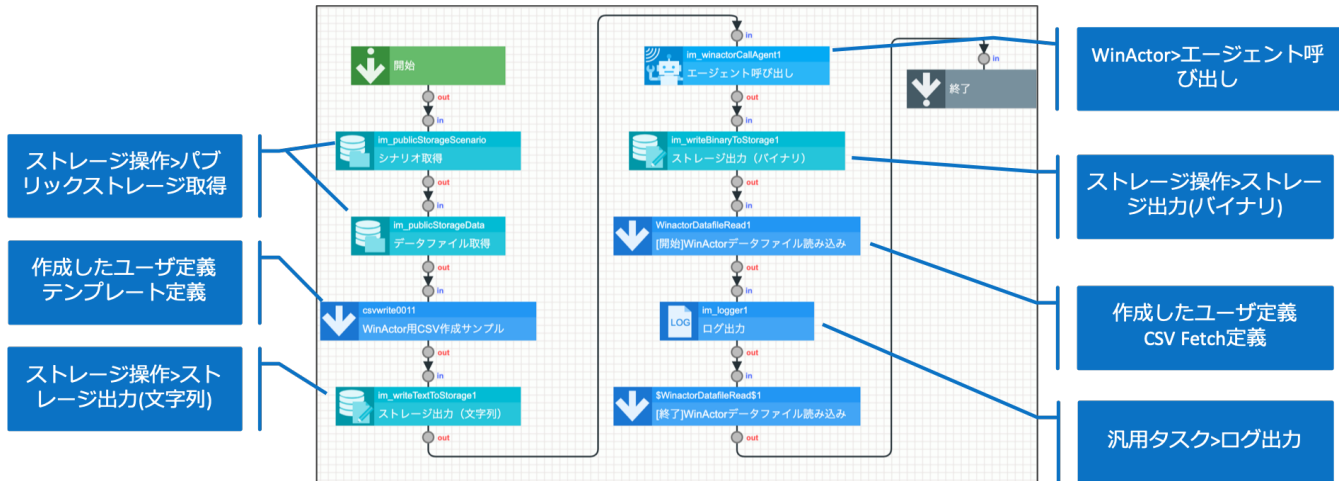 ストレージ操作>パブ
リックストレージ取得
作成したユーザ定義
テンプレート定義
ストレージ操作>スト
レージ出力(文字列)
開始
out
in
im_publicStorageScenario
シナリオ取得
out
in
im_publicStorageData
データファイル取得
out
in
csvwrite0011
WinActor用CSV作成サンプル
out
in
im_writeTextToStorage1
ストレージ出力（文字列）
out
in
im_winactorCallAgent1
エージェント呼び出し
out
in
im_writeBinaryToStorage1
ストレージ出力（バイナリ）
out
in
WinactorDatafileRead1
[開始]WinActorデータファイル読み込み
out
in
LOG
im_logger1
ログ出力
out
in
$WinactorDatafileRead$1
[終了]WinActorデータファイル読み込み
out
in
終了
WinActor>エージェント呼
び出し
ストレージ操作>ストレー
ジ出力(バイナリ)
作成したユーザ定義
CSV Fetch定義
汎用タスク>ログ出力